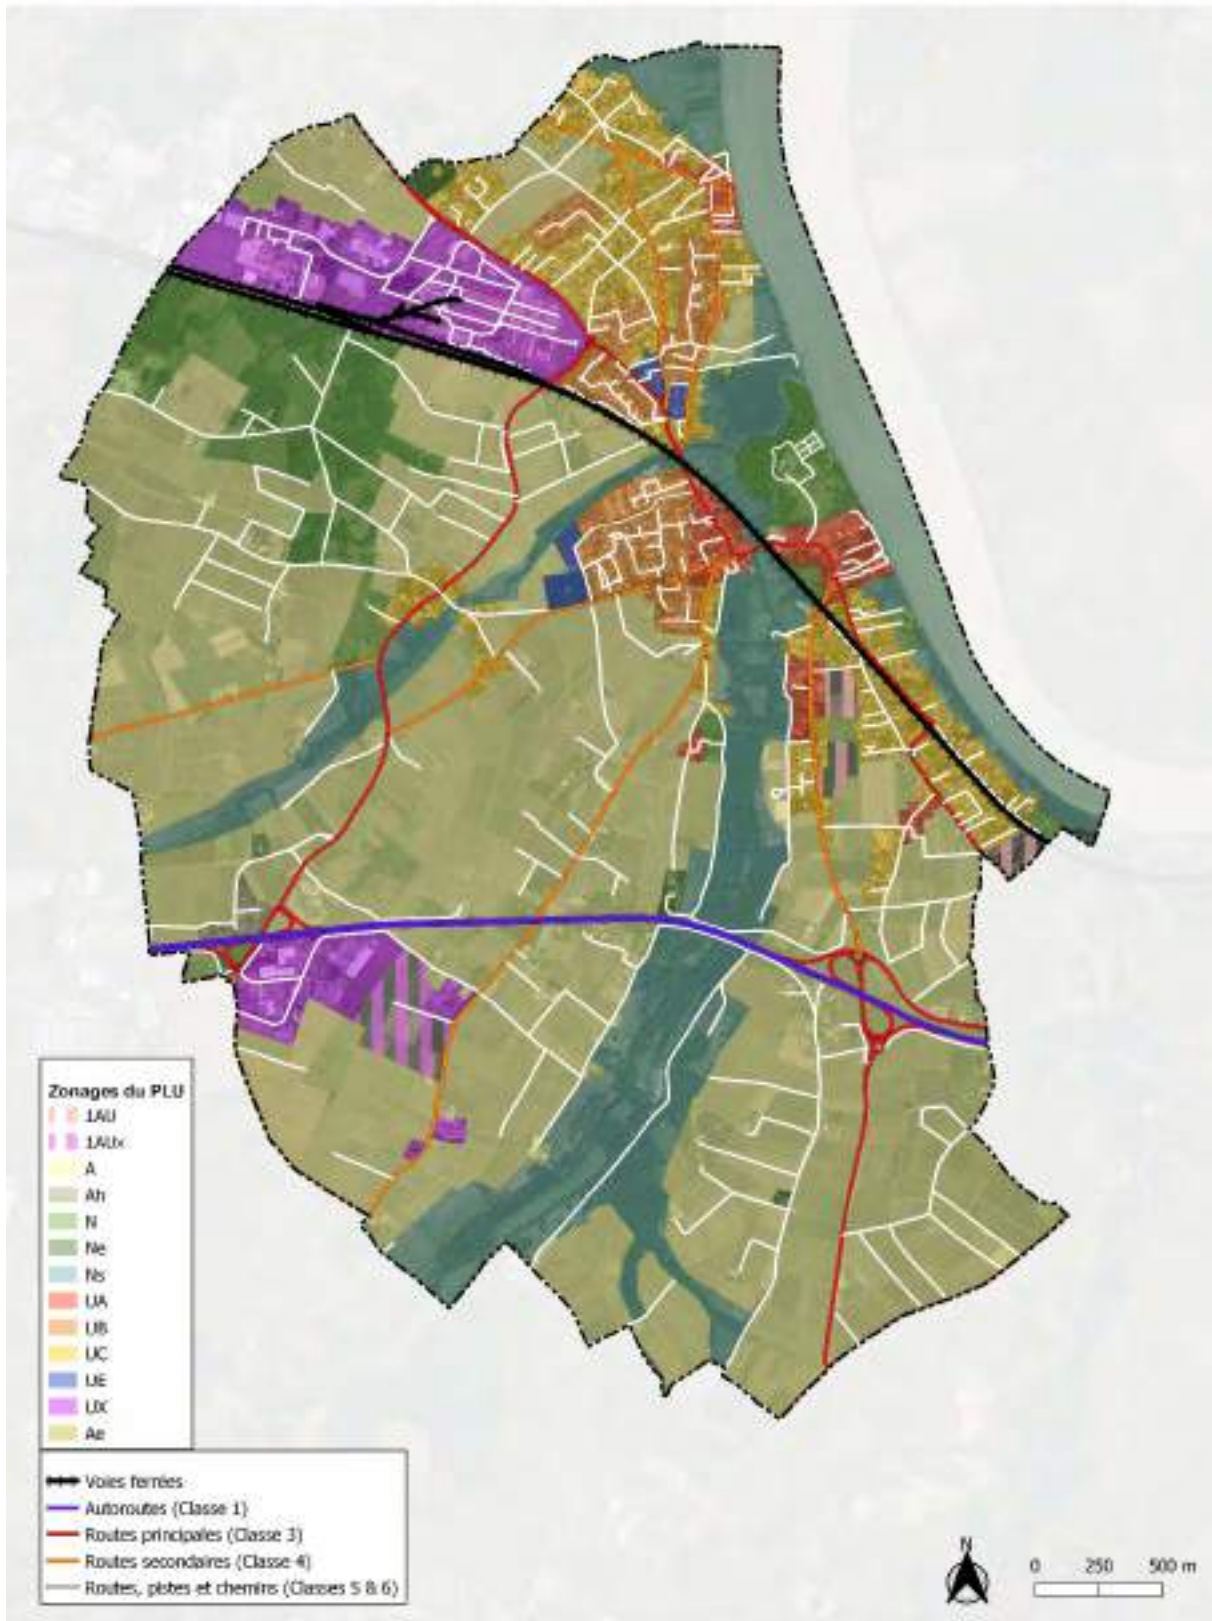 Zonages du PLU
1AU
1AUx
A
Ah
N
Ne
Ns
UA
UB
UC
UE
UX
Ae
Voies ferrées
Autoroutes (Classe 1)
Routes principales (Classe 3)
Routes secondaires (Classe 4)
Routes, pistes et chemins (Classes 5 & 6)
N
0 250 500 m